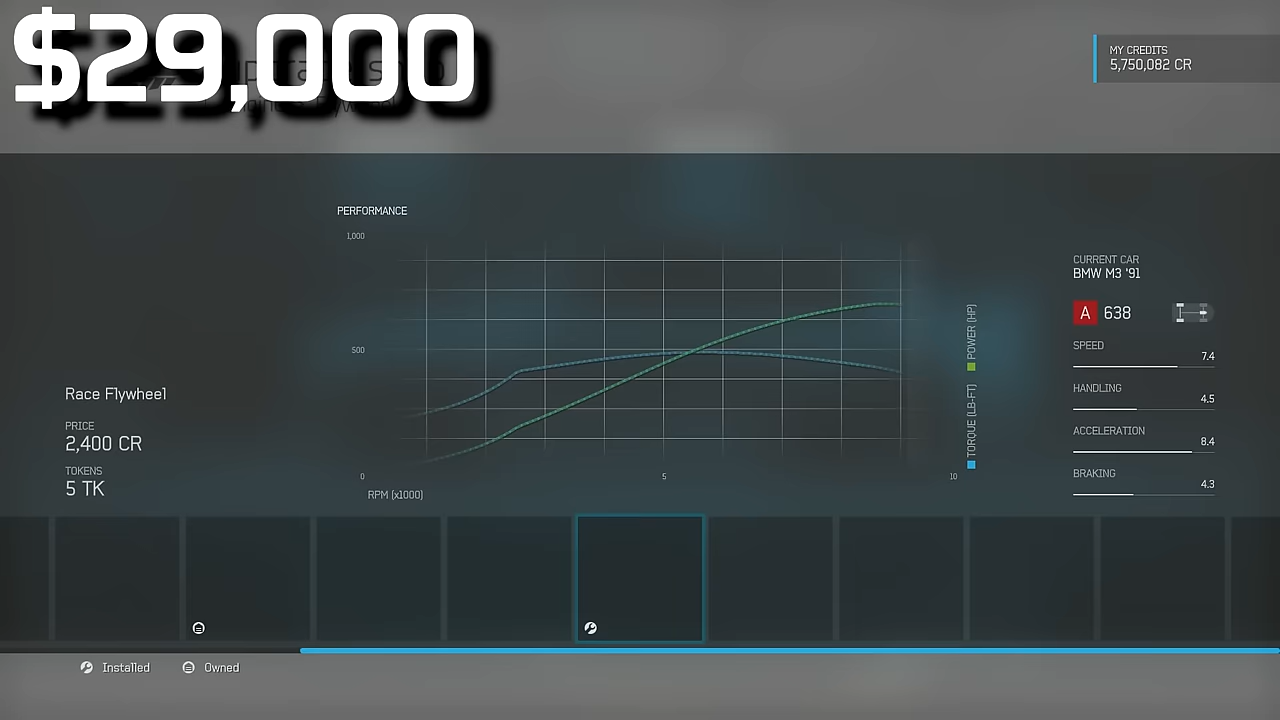 $29,000
MY CREDITS
5,750,082 CR
PERFORMANCE
1,000
500
0
5
10
RPM (x1000)
POWER (HP)
TORQUE (LB-FT)
Race Flywheel
PRICE
2,400 CR
TOKENS
5 TK
CURRENT CAR
BMW M3 '91
A 638
SPEED
7.4
HANDLING
4.5
ACCELERATION
8.4
BRAKING
4.3
Installed
Owned